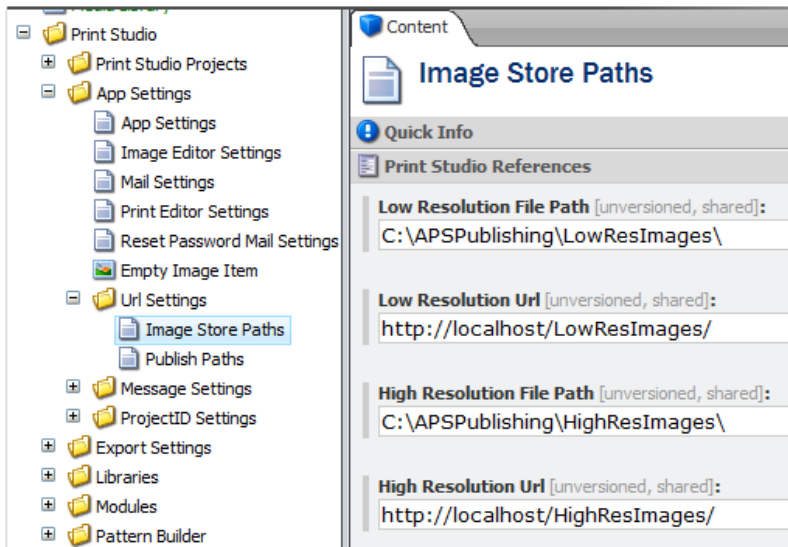 Media Library
Print Studio
Print Studio Projects
App Settings
App Settings
Image Editor Settings
Mail Settings
Print Editor Settings
Reset Password Mail Settings
Empty Image Item
Url Settings
Image Store Paths
Publish Paths
Message Settings
ProjectID Settings
Export Settings
Libraries
Modules
Pattern Builder
Content
Image Store Paths
Quick Info
Print Studio References
Low Resolution File Path [unversioned, shared]:
C:\APSPublishing\LowResImages\
Low Resolution Url [unversioned, shared]:
http://localhost/LowResImages/
High Resolution File Path [unversioned, shared]:
C:\APSPublishing\HighResImages\
High Resolution Url [unversioned, shared]:
http://localhost/HighResImages/